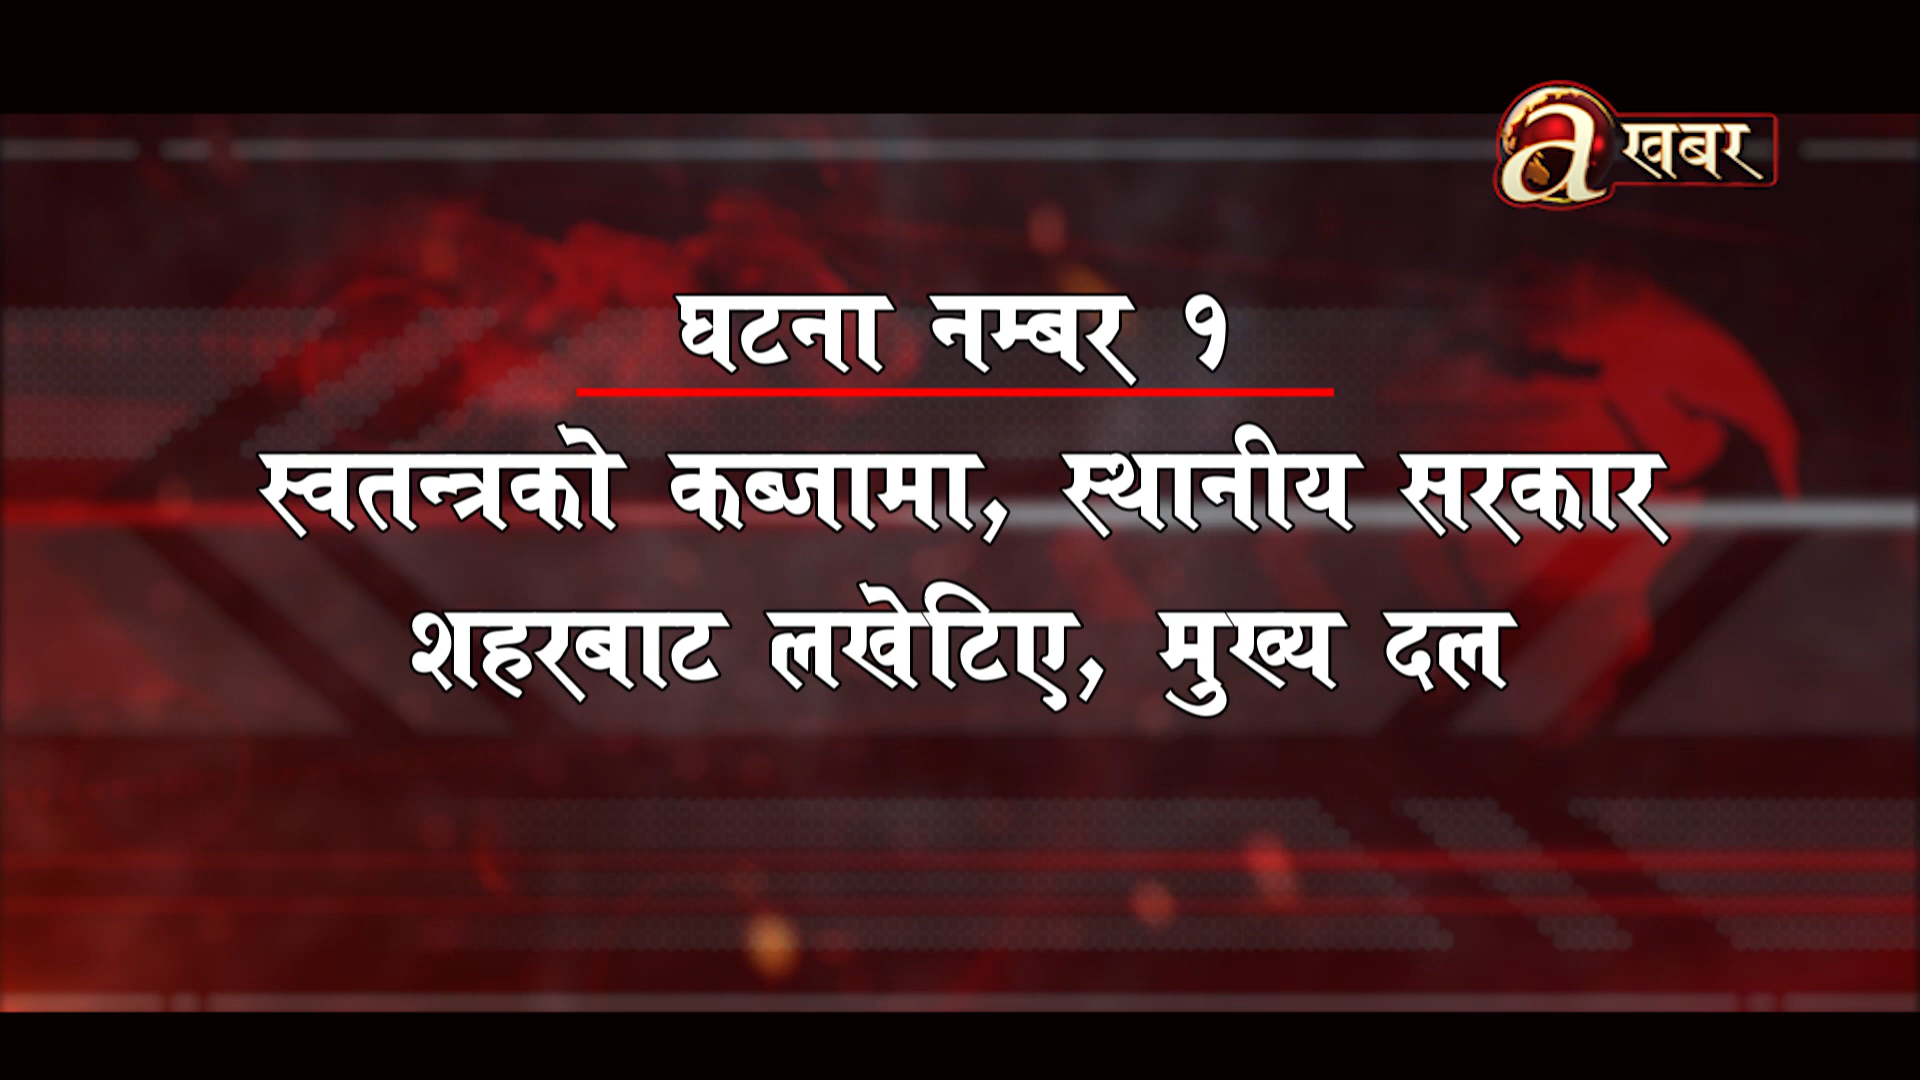 a खबर
घटना नम्बर १
स्वतन्त्रको कब्जामा, स्थानीय सरकार
शहरबाट लखेटिए, मुख्य दल